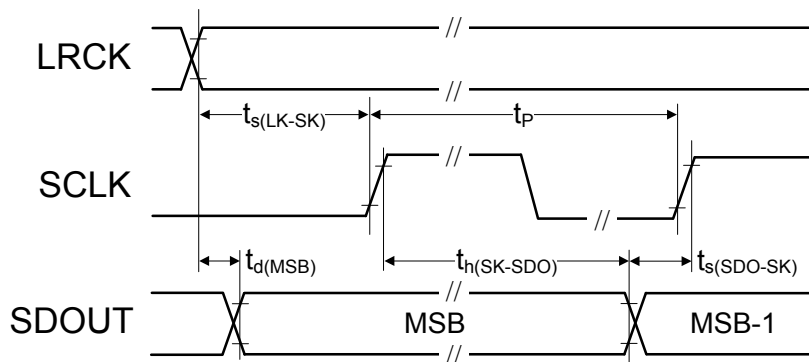 LRCK
//
//
ts(LK-SK) tP
SCLK
//
//
td(MSB) th(SK-SDO) ts(SDO-SK)
//
SDOUT MSB MSB-1
//